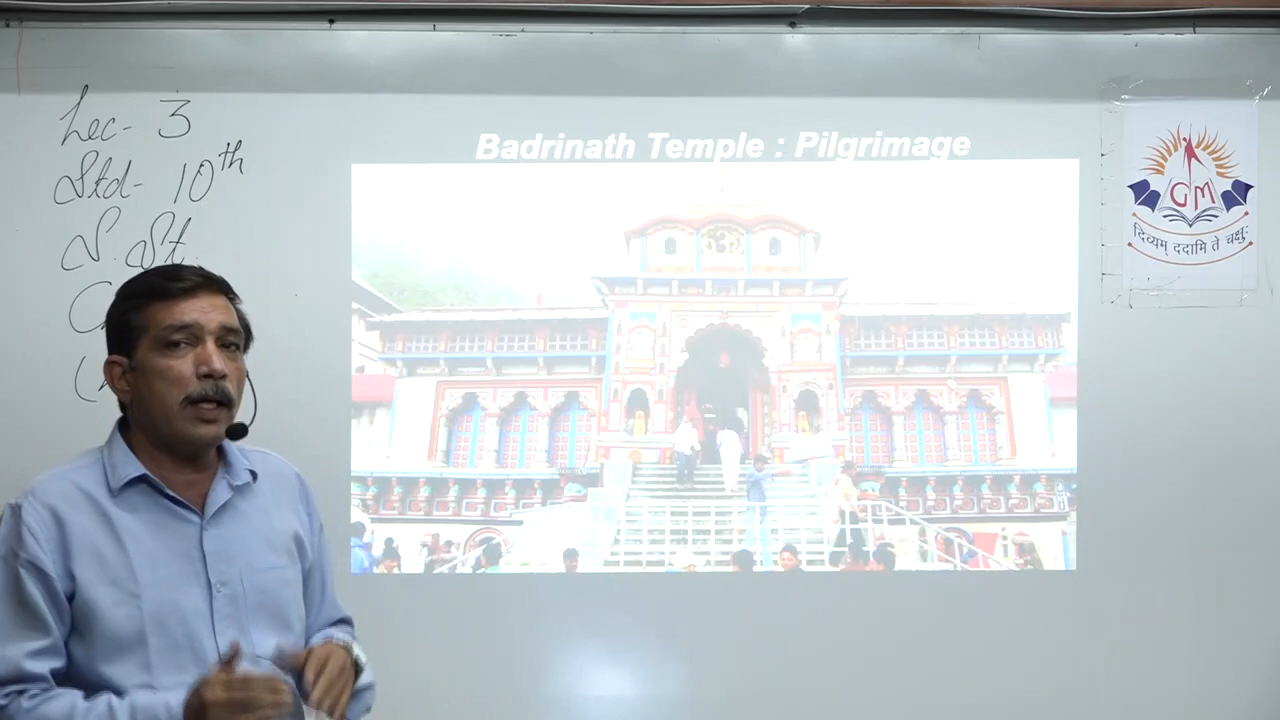 Lec- 3
Std- 10th
S. St.
C
Badrinath Temple : Pilgrimage
GM
दिव्यम् ददामि ते चक्षुः